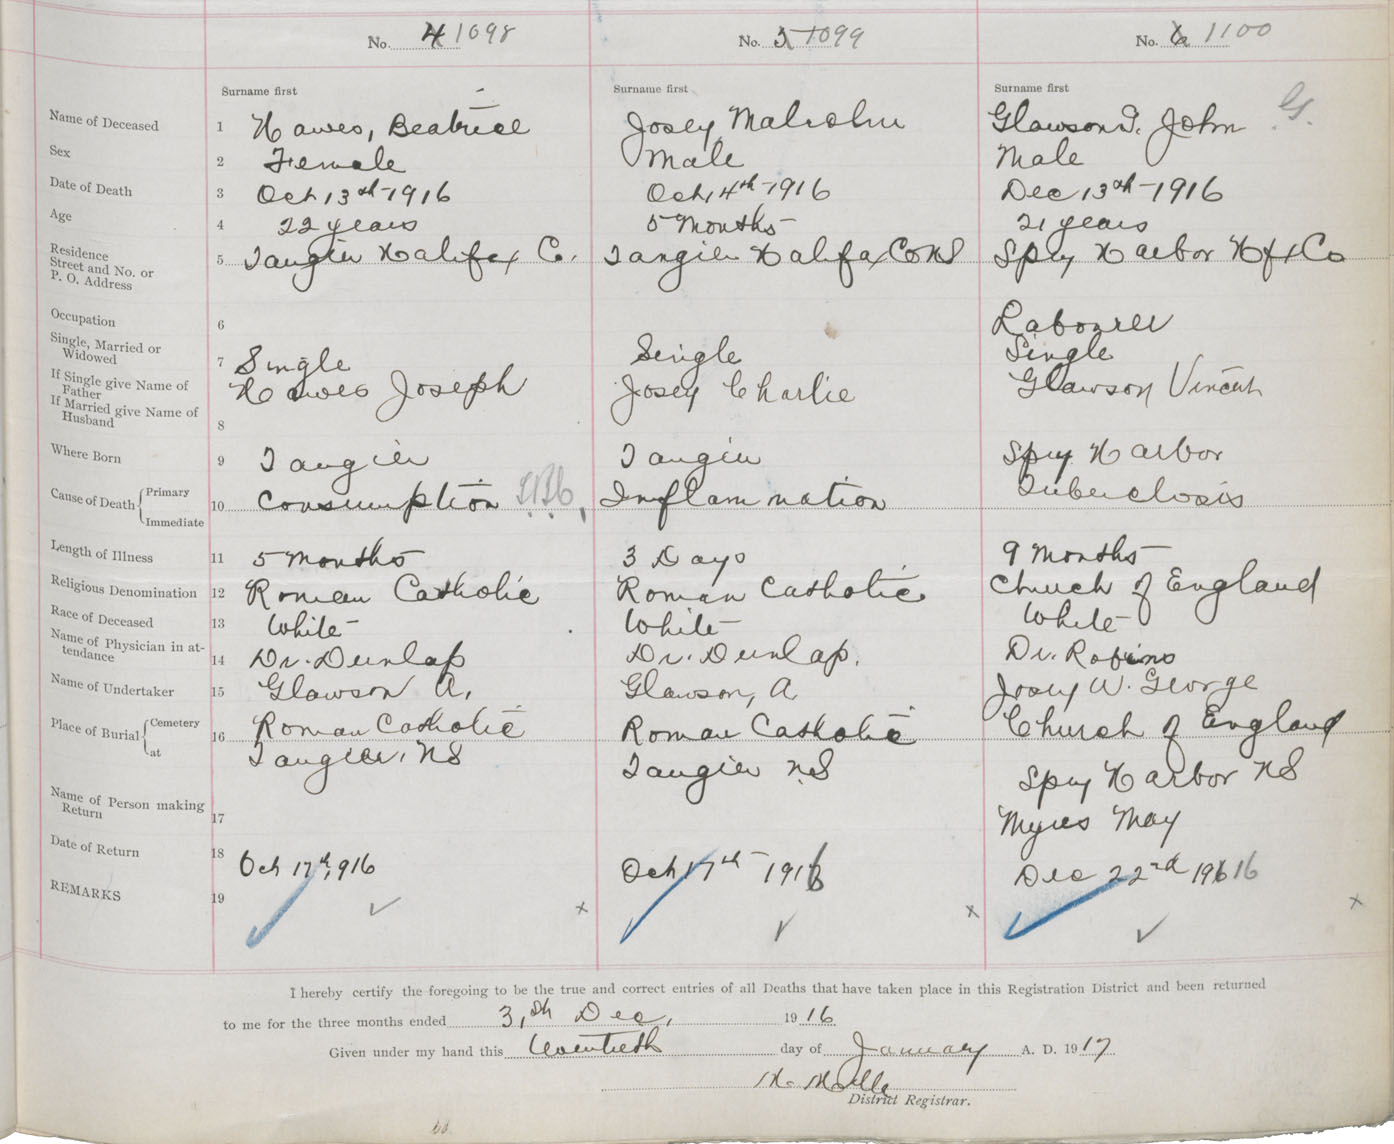 No. 4 1098
No. 5 1099
No. 6 1100
Surname first
Surname first
Surname first
G.
Name of Deceased 1 Hawes, Beatrice
Josey Malcolm
Glawson J. John
Sex 2 Female
Male
Male
Date of Death 3 Oct 13th-1916
Oct 14th-1916
Dec 13th-1916
Age 4 22 years
5 Months
21 years
Residence
Street and No. or
P. O. Address
5 Tangier Halifax Co.
Tangier Halifax Co NS
Spry Harbor Hfx Co
Occupation 6
Labourer
Single, Married or
Widowed
7 Single
Single
Single
If Single give Name of
Father
If Married give Name of
Husband
8
Hawes Joseph
Josey Charlie
Glawson Vincent
Where Born 9 Tangier
Tangier
Spry Harbor
Cause of Death { Primary
Immediate
10 Consumption
Inflammation
Tuberclosis
Length of Illness 11 5 Months
3 Days
9 Months
Religious Denomination 12 Roman Catholic
Roman Catholic
Church of England
Race of Deceased 13 White
White
White
Name of Physician in at-
tendance
14 Dr. Dunlap
Dr. Dunlap.
Dr. Robins
Name of Undertaker 15 Glawson A.
Glawson, A
Josey W. George
Place of Burial { Cemetery
at
16 Roman Catholic
Tangier, NS
Roman Catholic
Tangier NS
Church of England
Spry Harbor NS
Name of Person making
Return
17
Myers May
Date of Return 18 Oct 17th, 916
Oct 17th 1916
Dec 22nd 1916 16
REMARKS 19
x
x
x
I hereby certify the foregoing to be the true and correct entries of all Deaths that have taken place in this Registration District and been returned
to me for the three months ended 31th Dec, 1916
Given under my hand this twentieth day of January A. D. 1917
District Registrar.